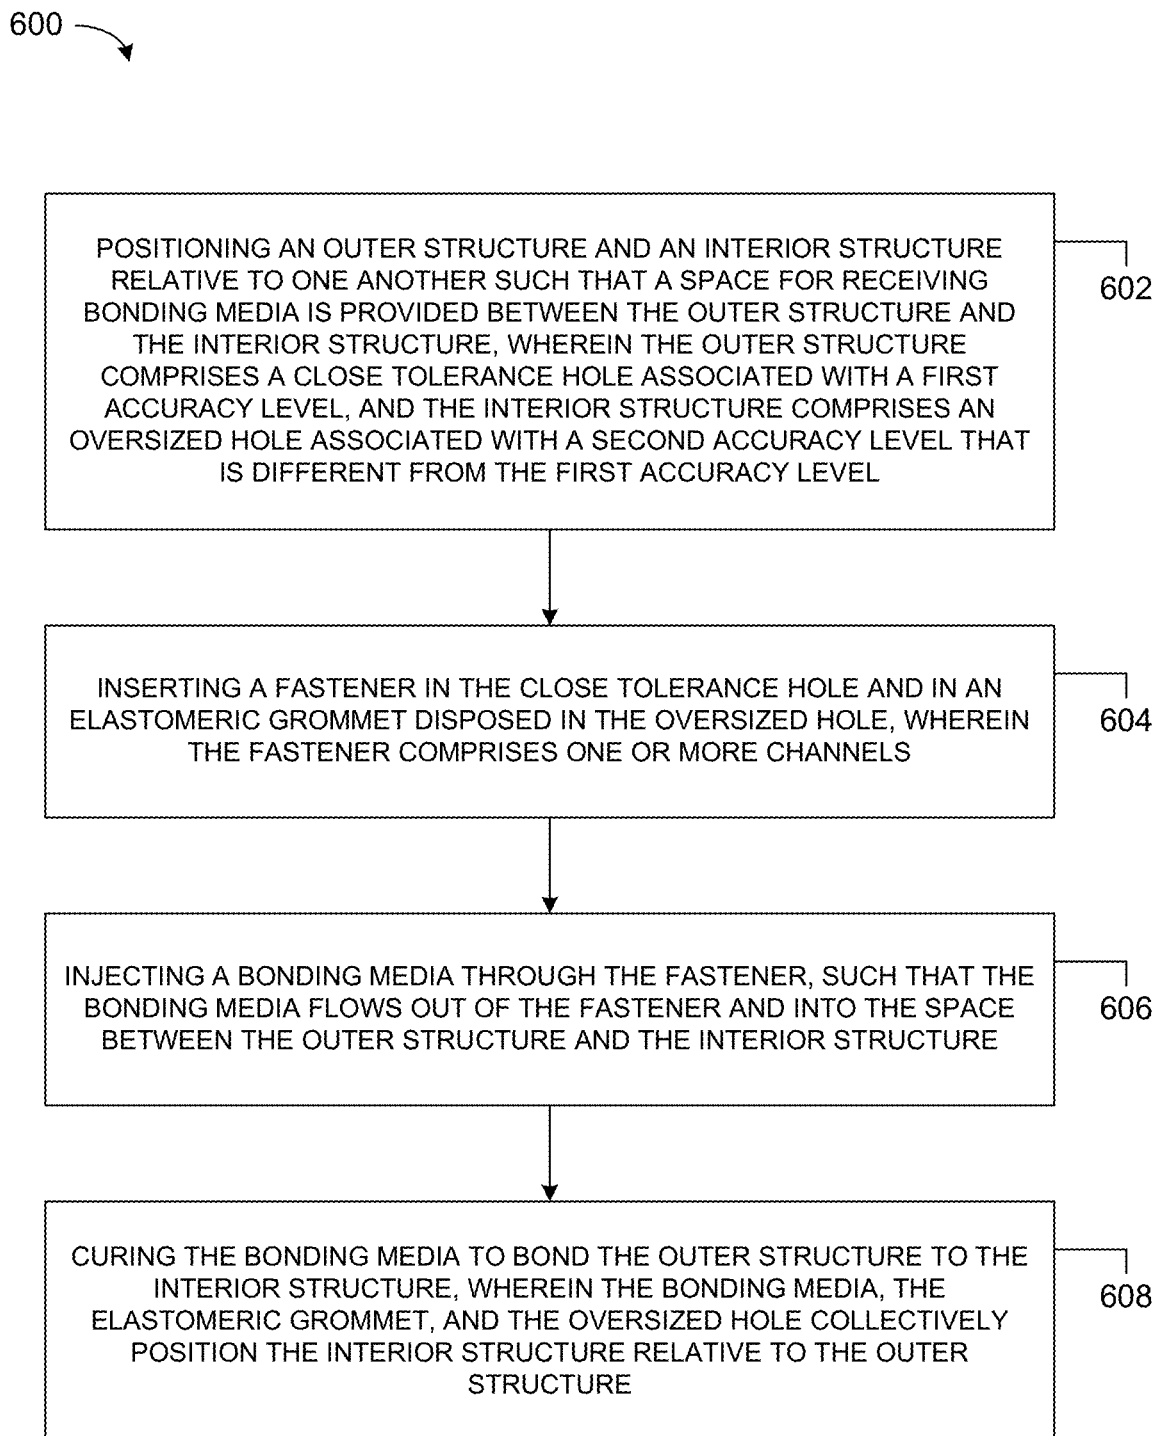 600
POSITIONING AN OUTER STRUCTURE AND AN INTERIOR STRUCTURE
RELATIVE TO ONE ANOTHER SUCH THAT A SPACE FOR RECEIVING
BONDING MEDIA IS PROVIDED BETWEEN THE OUTER STRUCTURE AND
THE INTERIOR STRUCTURE, WHEREIN THE OUTER STRUCTURE
COMPRISES A CLOSE TOLERANCE HOLE ASSOCIATED WITH A FIRST
ACCURACY LEVEL, AND THE INTERIOR STRUCTURE COMPRISES AN
OVERSIZED HOLE ASSOCIATED WITH A SECOND ACCURACY LEVEL THAT
IS DIFFERENT FROM THE FIRST ACCURACY LEVEL
602
INSERTING A FASTENER IN THE CLOSE TOLERANCE HOLE AND IN AN
ELASTOMERIC GROMMET DISPOSED IN THE OVERSIZED HOLE, WHEREIN
THE FASTENER COMPRISES ONE OR MORE CHANNELS
604
INJECTING A BONDING MEDIA THROUGH THE FASTENER, SUCH THAT THE
BONDING MEDIA FLOWS OUT OF THE FASTENER AND INTO THE SPACE
BETWEEN THE OUTER STRUCTURE AND THE INTERIOR STRUCTURE
606
CURING THE BONDING MEDIA TO BOND THE OUTER STRUCTURE TO THE
INTERIOR STRUCTURE, WHEREIN THE BONDING MEDIA, THE
ELASTOMERIC GROMMET, AND THE OVERSIZED HOLE COLLECTIVELY
POSITION THE INTERIOR STRUCTURE RELATIVE TO THE OUTER
STRUCTURE
608